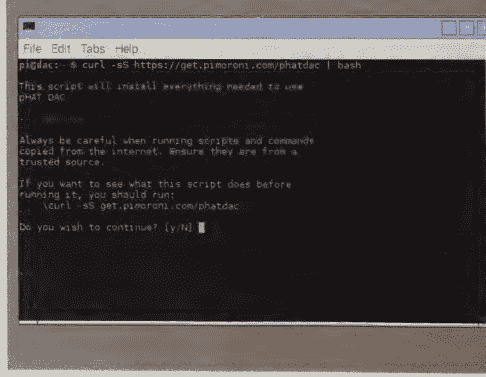 File Edit Tabs Help
pi@dac: $ curl -sS https://get.pimoroni.com/phatdac | bash
This script will install everything needed to use
pHAT DAC
Always be careful when running scripts and commands
copied from the internet. Ensure they are from a
trusted source.
If you want to see what this script does before
running it, you should run:
\curl -sS get.pimoroni.com/phatdac
Do you wish to continue? [y/N]